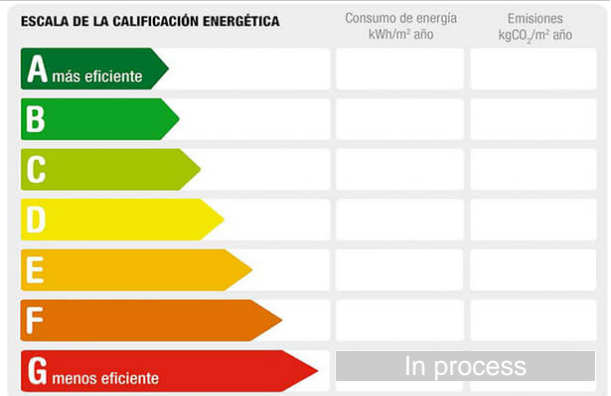 ESCALA DE LA CALIFICACIÓN ENERGÉTICA
Consumo de energía
kWh/m² año
Emisiones
kgCO₂/m² año
A más eficiente
B
C
D
E
F
G menos eficiente
In process